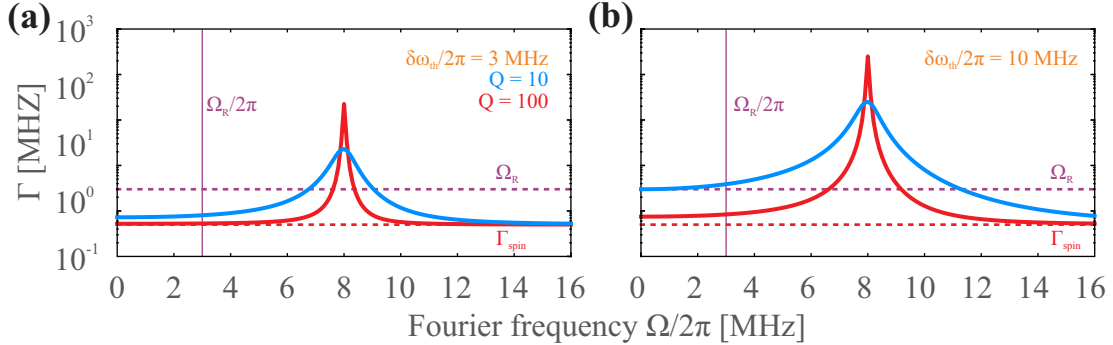 (a)
(b)
10³
10²
10¹
10⁰
10⁻¹
Γ [MHZ]
δω_th/2π = 3 MHz
Q = 10
Q = 100
Ω_R/2π
Ω_R
Γ_spin
0 2 4 6 8 10 12 14 16
δω_th/2π = 10 MHz
Ω_R/2π
Ω_R
Γ_spin
0 2 4 6 8 10 12 14 16
Fourier frequency Ω/2π [MHz]